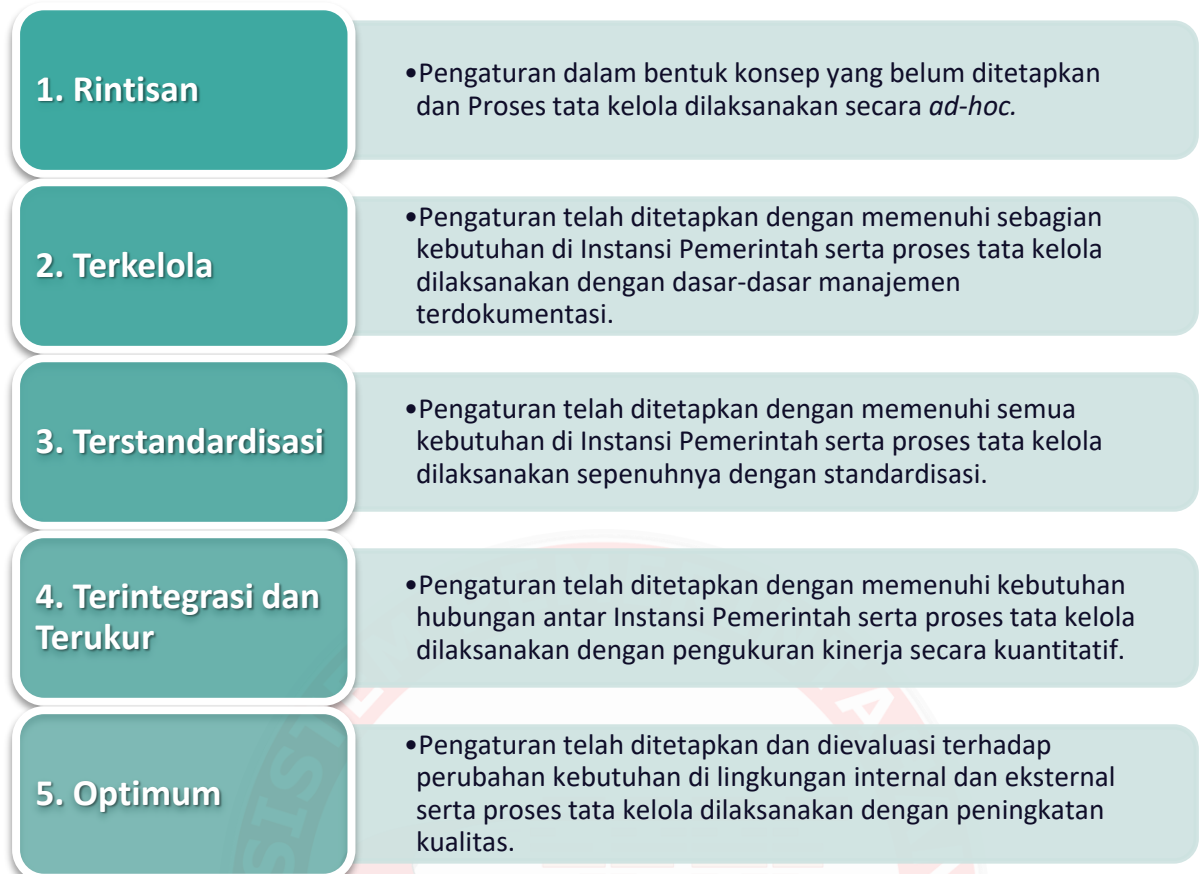 1. Rintisan
•Pengaturan dalam bentuk konsep yang belum ditetapkan
dan Proses tata kelola dilaksanakan secara ad-hoc.
2. Terkelola
•Pengaturan telah ditetapkan dengan memenuhi sebagian
kebutuhan di Instansi Pemerintah serta proses tata kelola
dilaksanakan dengan dasar-dasar manajemen
terdokumentasi.
3. Terstandardisasi
•Pengaturan telah ditetapkan dengan memenuhi semua
kebutuhan di Instansi Pemerintah serta proses tata kelola
dilaksanakan sepenuhnya dengan standardisasi.
4. Terintegrasi dan
Terukur
•Pengaturan telah ditetapkan dengan memenuhi kebutuhan
hubungan antar Instansi Pemerintah serta proses tata kelola
dilaksanakan dengan pengukuran kinerja secara kuantitatif.
5. Optimum
•Pengaturan telah ditetapkan dan dievaluasi terhadap
perubahan kebutuhan di lingkungan internal dan eksternal
serta proses tata kelola dilaksanakan dengan peningkatan
kualitas.